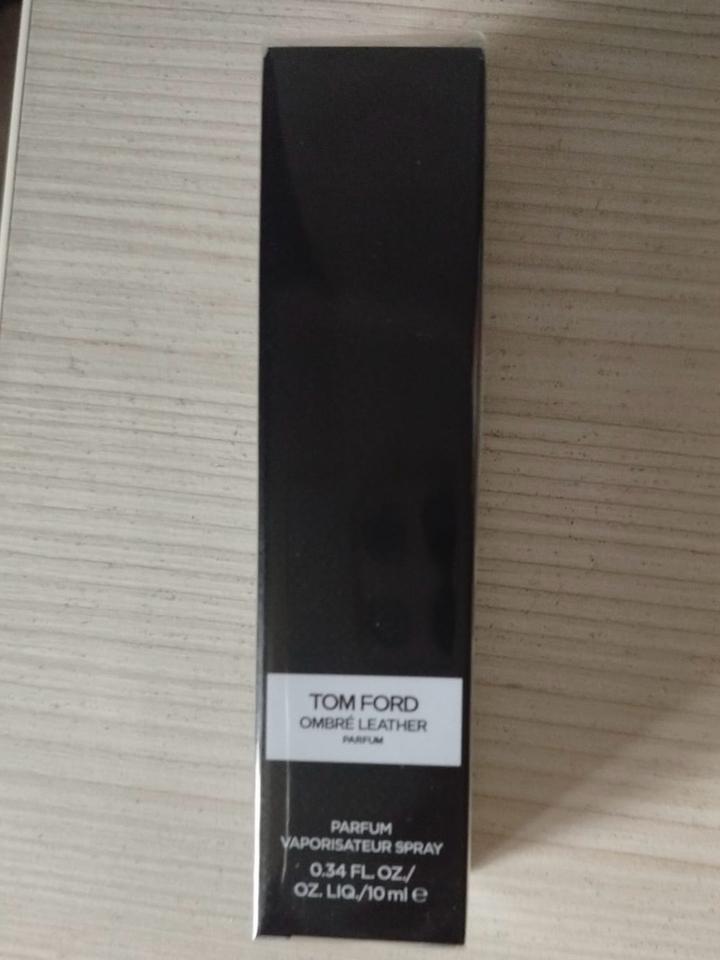 TOM FORD
OMBRÉ LEATHER
PARFUM
PARFUM
VAPORISATEUR SPRAY
0.34 FL. OZ./
OZ. LIQ./10 ml ℮